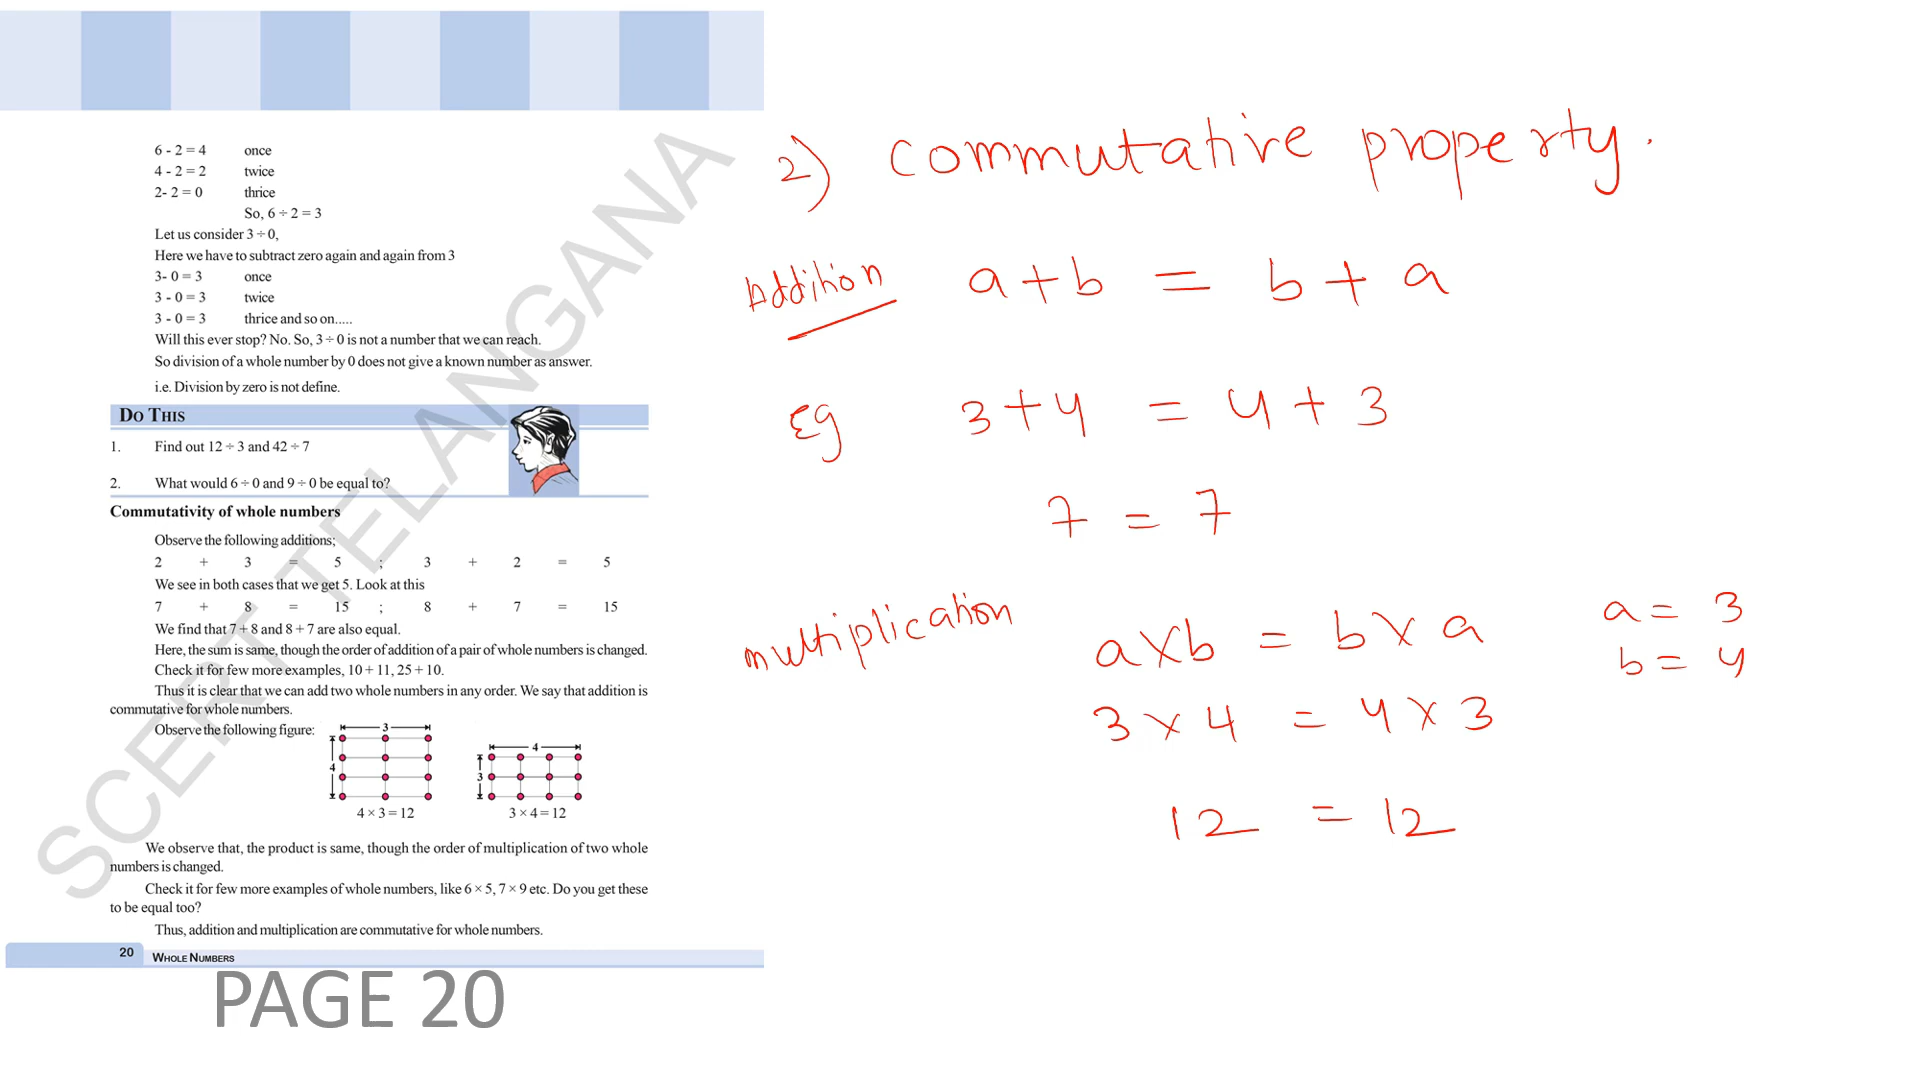 6 - 2 = 4 once
4 - 2 = 2 twice
2- 2 = 0 thrice
So, 6 ÷ 2 = 3
Let us consider 3 ÷ 0,
Here we have to subtract zero again and again from 3
3- 0 = 3 once
3 - 0 = 3 twice
3 - 0 = 3 thrice and so on.....
Will this ever stop? No. So, 3 ÷ 0 is not a number that we can reach.
So division of a whole number by 0 does not give a known number as answer.
i.e. Division by zero is not define.
DO THIS
1. Find out 12 ÷ 3 and 42 ÷ 7
2. What would 6 ÷ 0 and 9 ÷ 0 be equal to?
Commutativity of whole numbers
Observe the following additions;
2 + 3 = 5 ; 3 + 2 = 5
We see in both cases that we get 5. Look at this
7 + 8 = 15 ; 8 + 7 = 15
We find that 7 + 8 and 8 + 7 are also equal.
Here, the sum is same, though the order of addition of a pair of whole numbers is changed.
Check it for few more examples, 10 + 11, 25 + 10.
Thus it is clear that we can add two whole numbers in any order. We say that addition is
commutative for whole numbers.
Observe the following figure:
3
4
4 × 3 = 12
4
3
3 × 4 = 12
We observe that, the product is same, though the order of multiplication of two whole
numbers is changed.
Check it for few more examples of whole numbers, like 6 × 5, 7 × 9 etc. Do you get these
to be equal too?
Thus, addition and multiplication are commutative for whole numbers.
20 WHOLE NUMBERS
SCERT TELANGANA
PAGE 20
2) commutative property.
Addition a + b = b + a
Eg 3 + 4 = 4 + 3
7 = 7
multiplication a × b = b × a
a = 3
b = 4
3 × 4 = 4 × 3
12 = 12